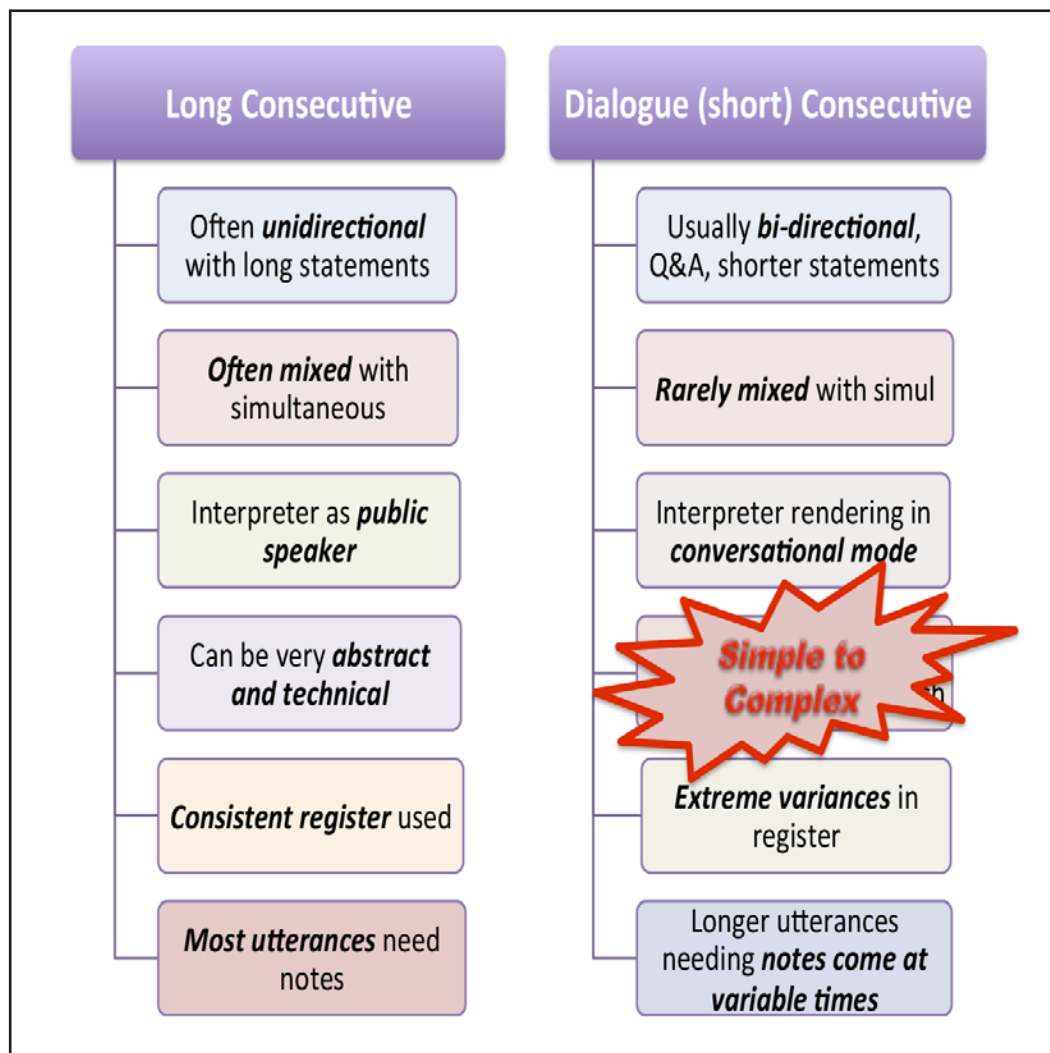 Long Consecutive
Often unidirectional
with long statements
Often mixed with
simultaneous
Interpreter as public
speaker
Can be very abstract
and technical
Consistent register used
Most utterances need
notes
Dialogue (short) Consecutive
Usually bi-directional,
Q&A, shorter statements
Rarely mixed with simul
Interpreter rendering in
conversational mode
Simple to
Complex
Extreme variances in
register
Longer utterances
needing notes come at
variable times